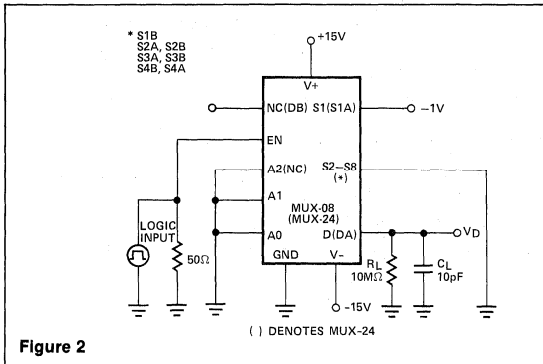 * S1B
S2A, S2B
S3A, S3B
S4B, S4A
+15V
V+
NC(DB) S1(S1A) –1V
EN
A2(NC) S2–S8
(*)
A1
MUX-08
(MUX-24)
A0 D(DA) VD
GND V–
LOGIC
INPUT
50Ω
RL
10MΩ
CL
10pF
-15V
( ) DENOTES MUX-24
Figure 2